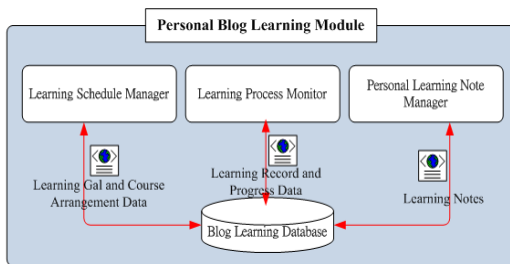 Personal Blog Learning Module
Learning Schedule Manager
Learning Process Monitor
Personal Learning Note
Manager
Learning Gal and Course
Arrangement Data
Learning Record and
Progress Data
Learning Notes
Blog Learning Database